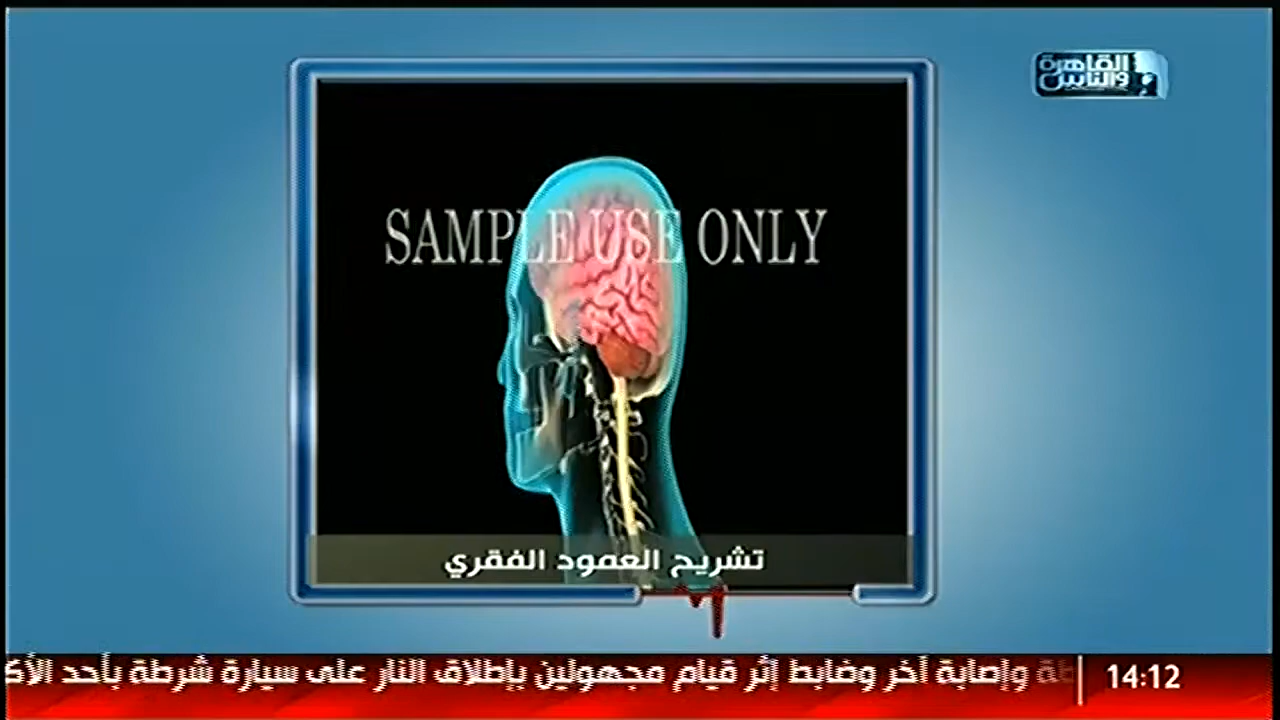 القاهرة
والناس
SAMPLE USE ONLY
تشريح العمود الفقري
وإصابة آخر وضابط إثر قيام مجهولين بإطلاق النار على سيارة شرطة بأحد
14:12